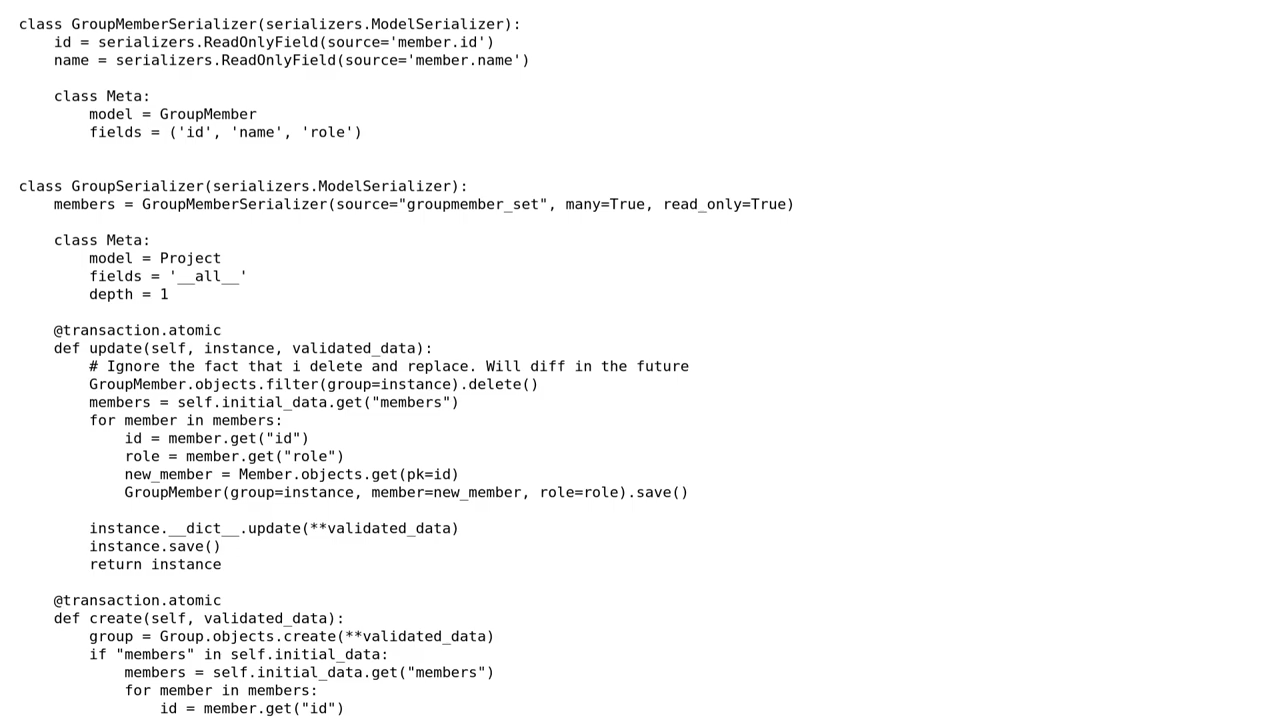 class GroupMemberSerializer(serializers.ModelSerializer):
    id = serializers.ReadOnlyField(source='member.id')
    name = serializers.ReadOnlyField(source='member.name')

    class Meta:
        model = GroupMember
        fields = ('id', 'name', 'role')


class GroupSerializer(serializers.ModelSerializer):
    members = GroupMemberSerializer(source="groupmember_set", many=True, read_only=True)

    class Meta:
        model = Project
        fields = '__all__'
        depth = 1

    @transaction.atomic
    def update(self, instance, validated_data):
        # Ignore the fact that i delete and replace. Will diff in the future
        GroupMember.objects.filter(group=instance).delete()
        members = self.initial_data.get("members")
        for member in members:
            id = member.get("id")
            role = member.get("role")
            new_member = Member.objects.get(pk=id)
            GroupMember(group=instance, member=new_member, role=role).save()

        instance.__dict__.update(**validated_data)
        instance.save()
        return instance

    @transaction.atomic
    def create(self, validated_data):
        group = Group.objects.create(**validated_data)
        if "members" in self.initial_data:
            members = self.initial_data.get("members")
            for member in members:
                id = member.get("id")